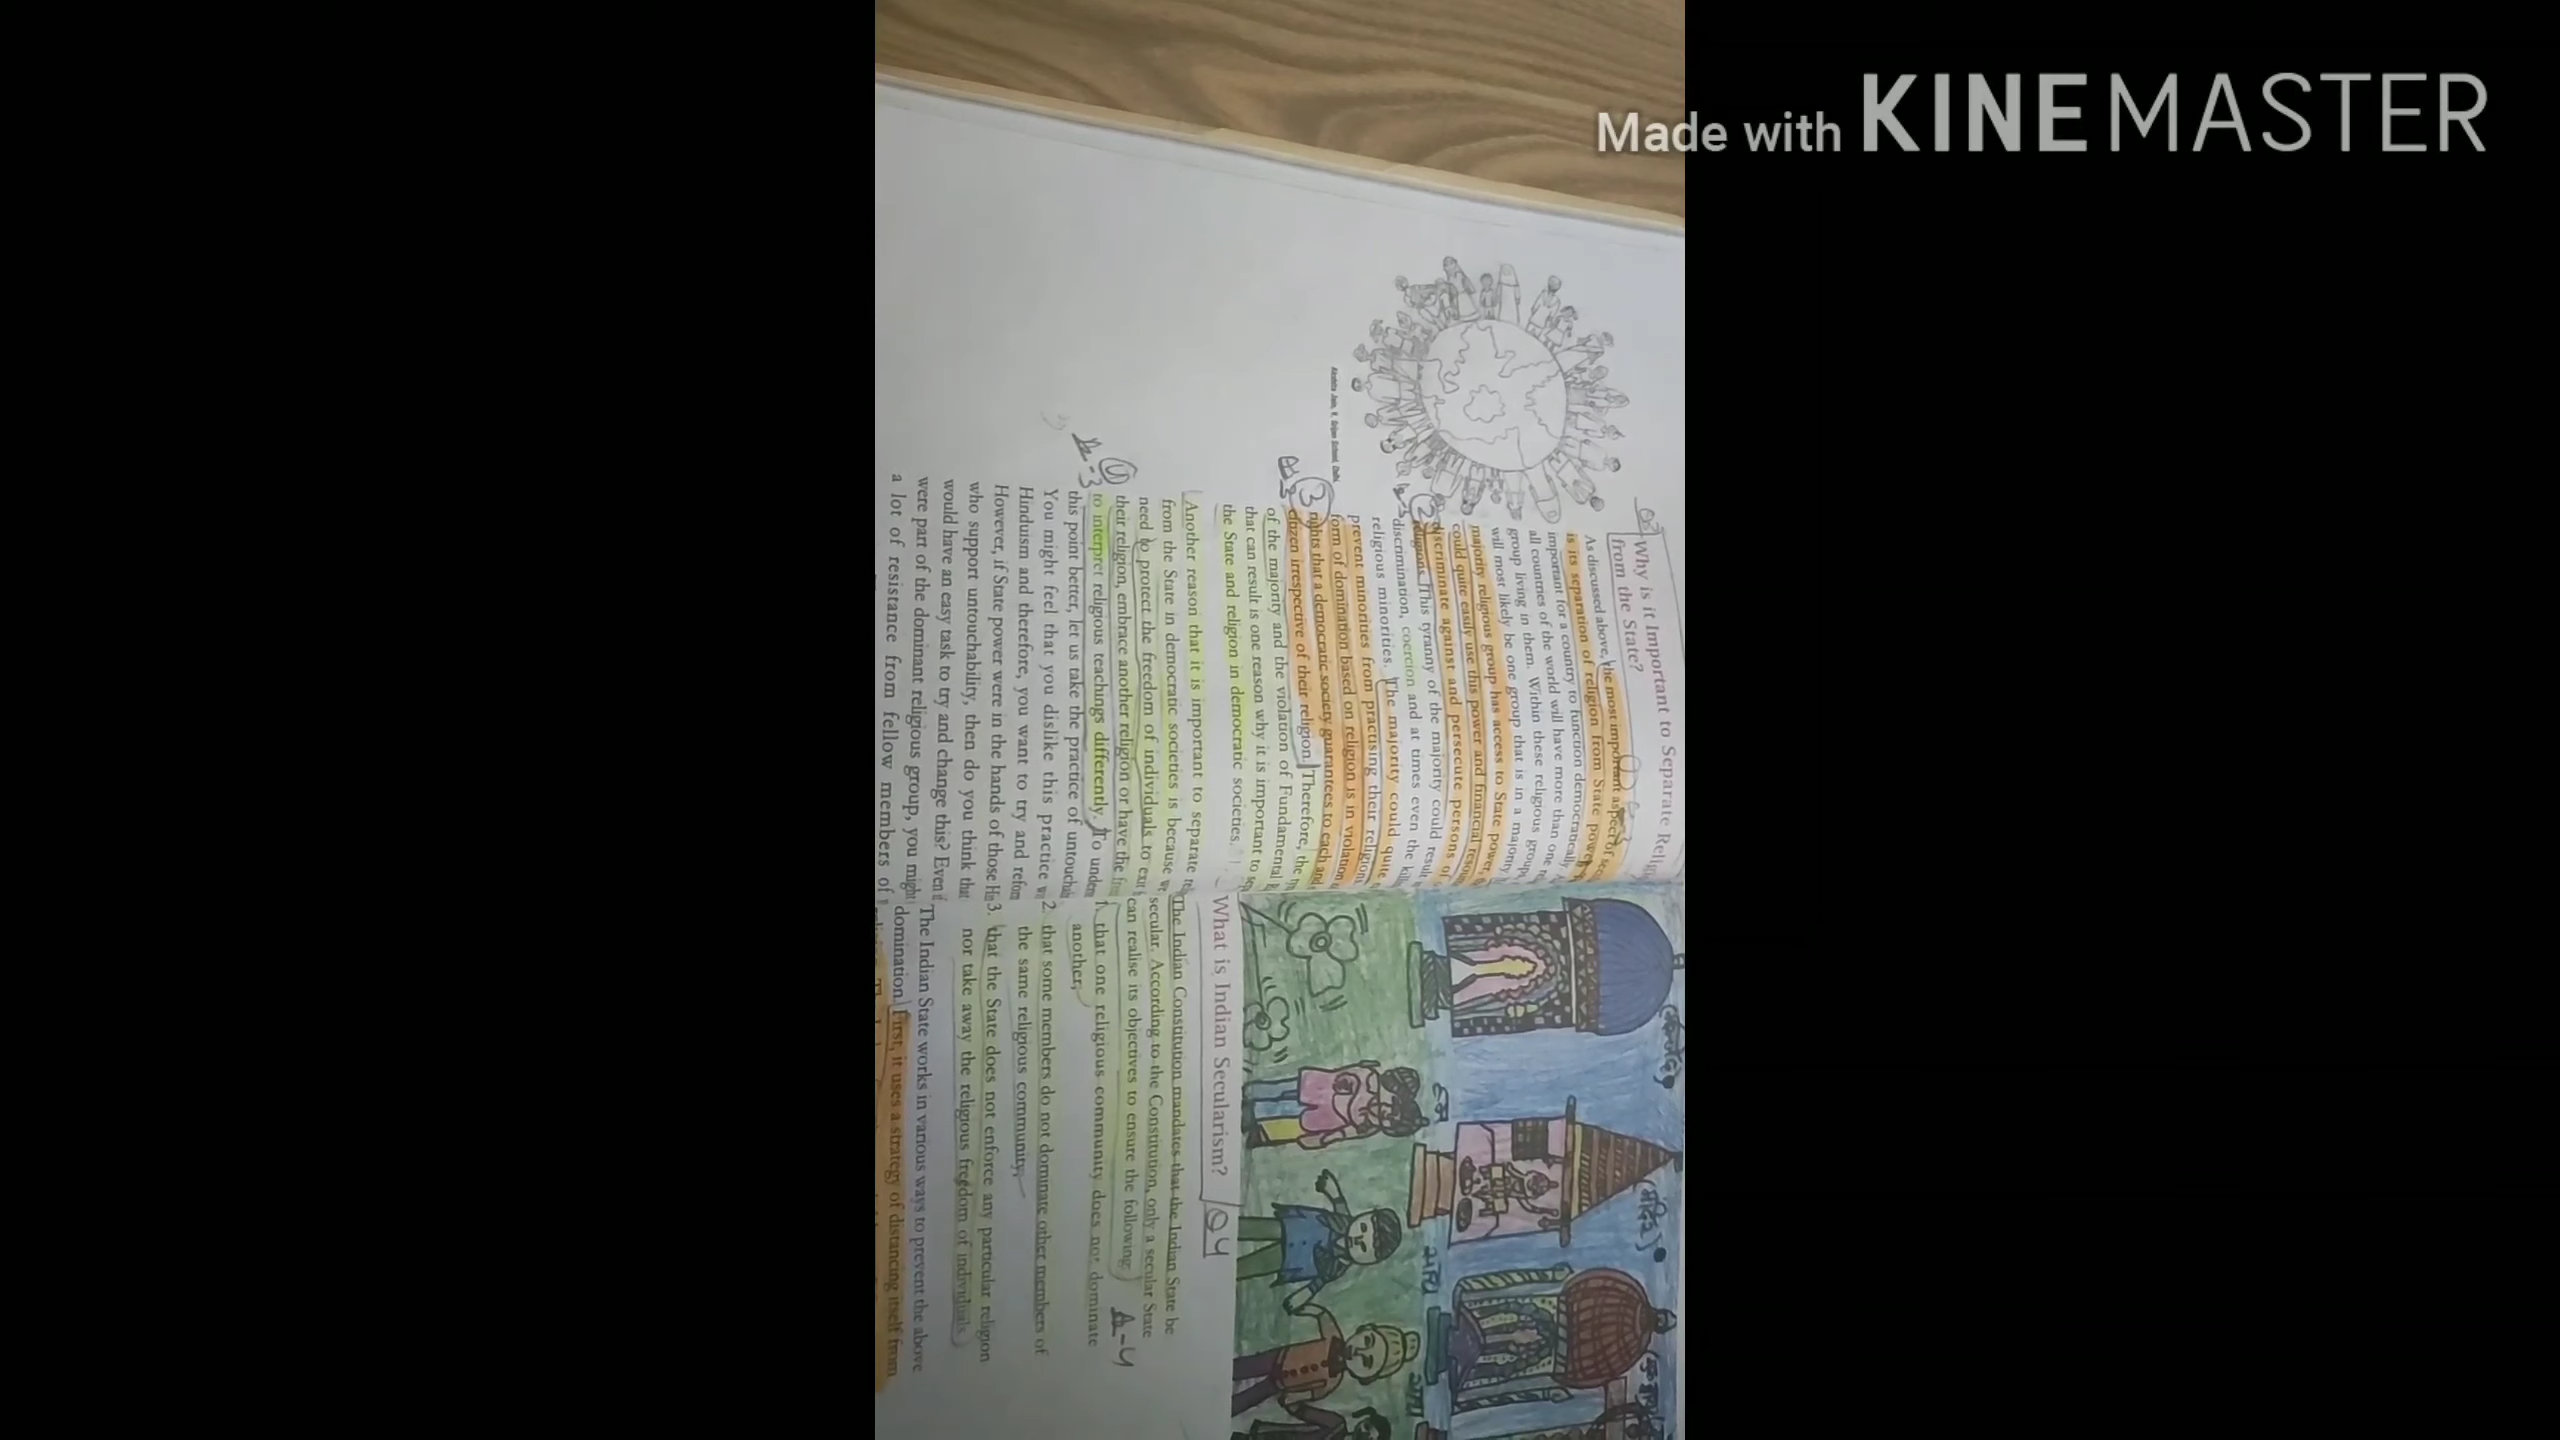 Made with KINEMASTER
Why is it Important to Separate Relig
from the State?
As discussed above, the most important aspect of sec
is its separation of religion from State power
important for a country to function democratically
all countries of the world will have more than one re
group living in them. Within these religious group
will most likely be one group that is in a majority
majority religious group has access to State power,
could quite easily use this power and financial resour
discriminate against and persecute persons of
religions. This tyranny of the majority could result
discrimination, coercion and at times even the kill
religious minorities. The majority could quite
prevent minorities from practising their religion
form of domination based on religion is in violation
rights that a democratic society guarantees to each and
citizen irrespective of their religion. Therefore, the
of the majority and the violation of Fundamental
that can result is one reason why it is important to sep
the State and religion in democratic societies.
Another reason that it is important to separate re
from the State in democratic societies is because we
need to protect the freedom of individuals to exit
their religion, embrace another religion or have the
to interpret religious teachings differently. To under
this point better, let us take the practice of untoucha
You might feel that you dislike this practice
Hinduism and therefore, you want to try and refor
However, if State power were in the hands of those
who support untouchability, then do you think that
would have an easy task to try and change this? Even
were part of the dominant religious group, you might
a lot of resistance from fellow members of
Akshita Jain, V, Srijan School, Delhi
① 
②
③
मंदिर
हम
What is Indian Secularism? Q4
The Indian Constitution mandates that the Indian State be
secular. According to the Constitution, only a secular State
can realise its objectives to ensure the following:
1. that one religious community does not dominate
another;
2. that some members do not dominate other members of
the same religious community;
3. that the State does not enforce any particular religion
nor take away the religious freedom of individuals.
The Indian State works in various ways to prevent the above
domination. First, it uses a strategy of distancing itself from